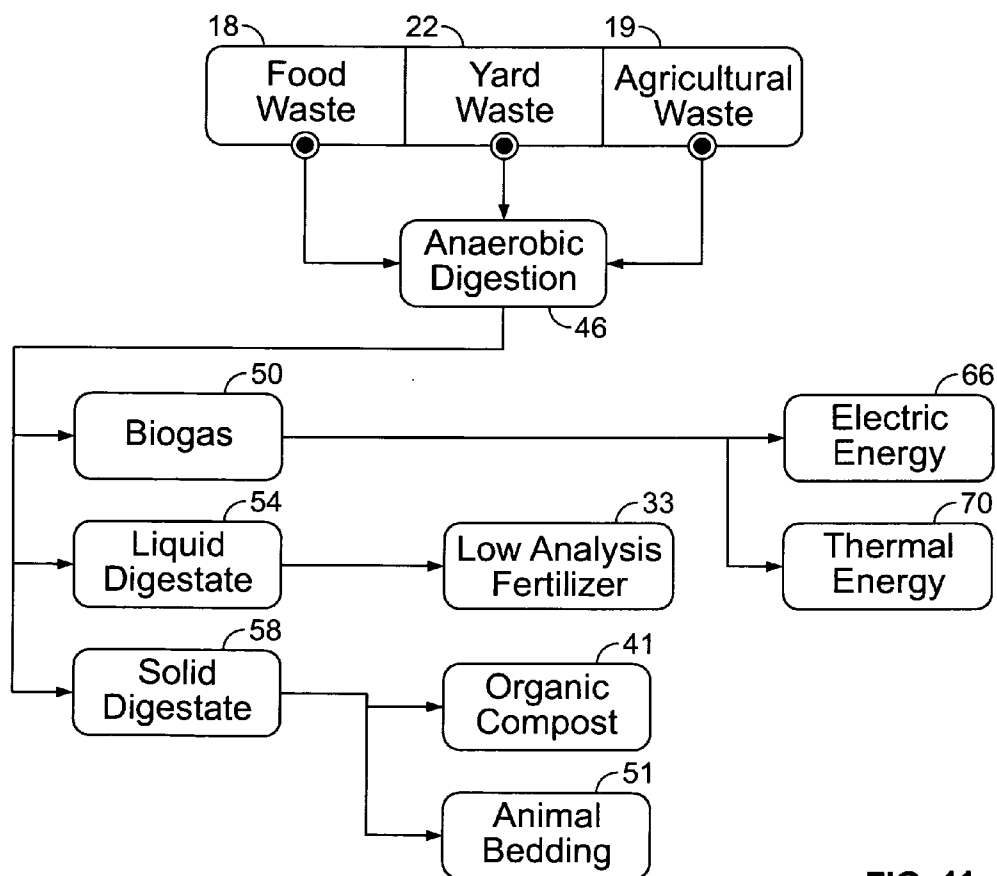 18
22
19
Food
Waste
Yard
Waste
Agricultural
Waste
Anaerobic
Digestion
46
50
Biogas
66
Electric
Energy
54
Liquid
Digestate
33
Low Analysis
Fertilizer
70
Thermal
Energy
58
Solid
Digestate
41
Organic
Compost
51
Animal
Bedding